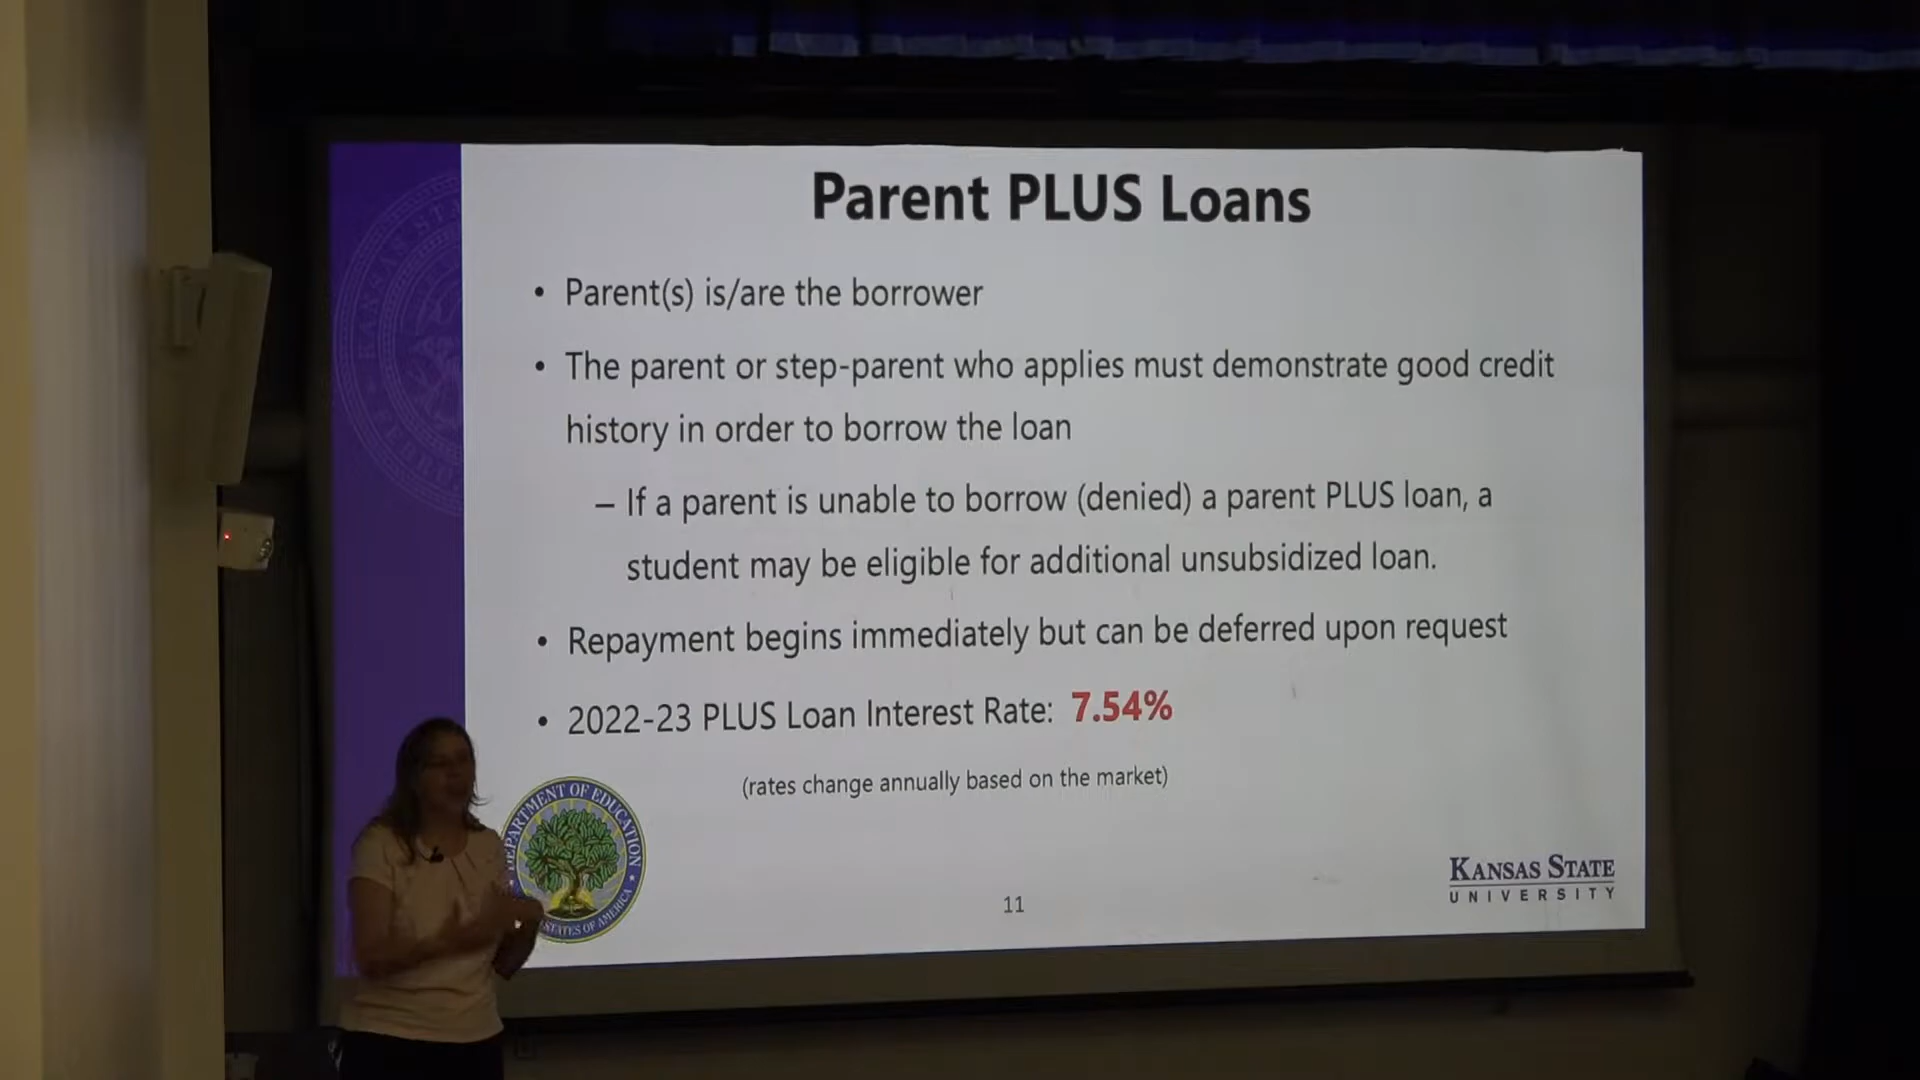 Parent PLUS Loans
• Parent(s) is/are the borrower
• The parent or step-parent who applies must demonstrate good credit
history in order to borrow the loan
– If a parent is unable to borrow (denied) a parent PLUS loan, a
student may be eligible for additional unsubsidized loan.
• Repayment begins immediately but can be deferred upon request
• 2022-23 PLUS Loan Interest Rate: 7.54%
(rates change annually based on the market)
DEPARTMENT OF EDUCATION
STATES OF AMERICA
11
KANSAS STATE
UNIVERSITY